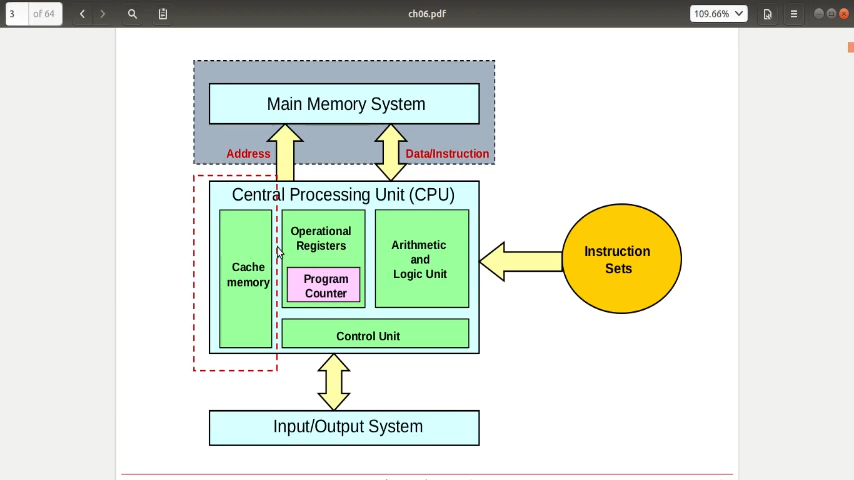 3 of 64
ch06.pdf
109.66%
Main Memory System
Address
Data/Instruction
Central Processing Unit (CPU)
Operational
Registers
Program
Counter
Arithmetic
and
Logic Unit
Cache
memory
Control Unit
Instruction
Sets
Input/Output System